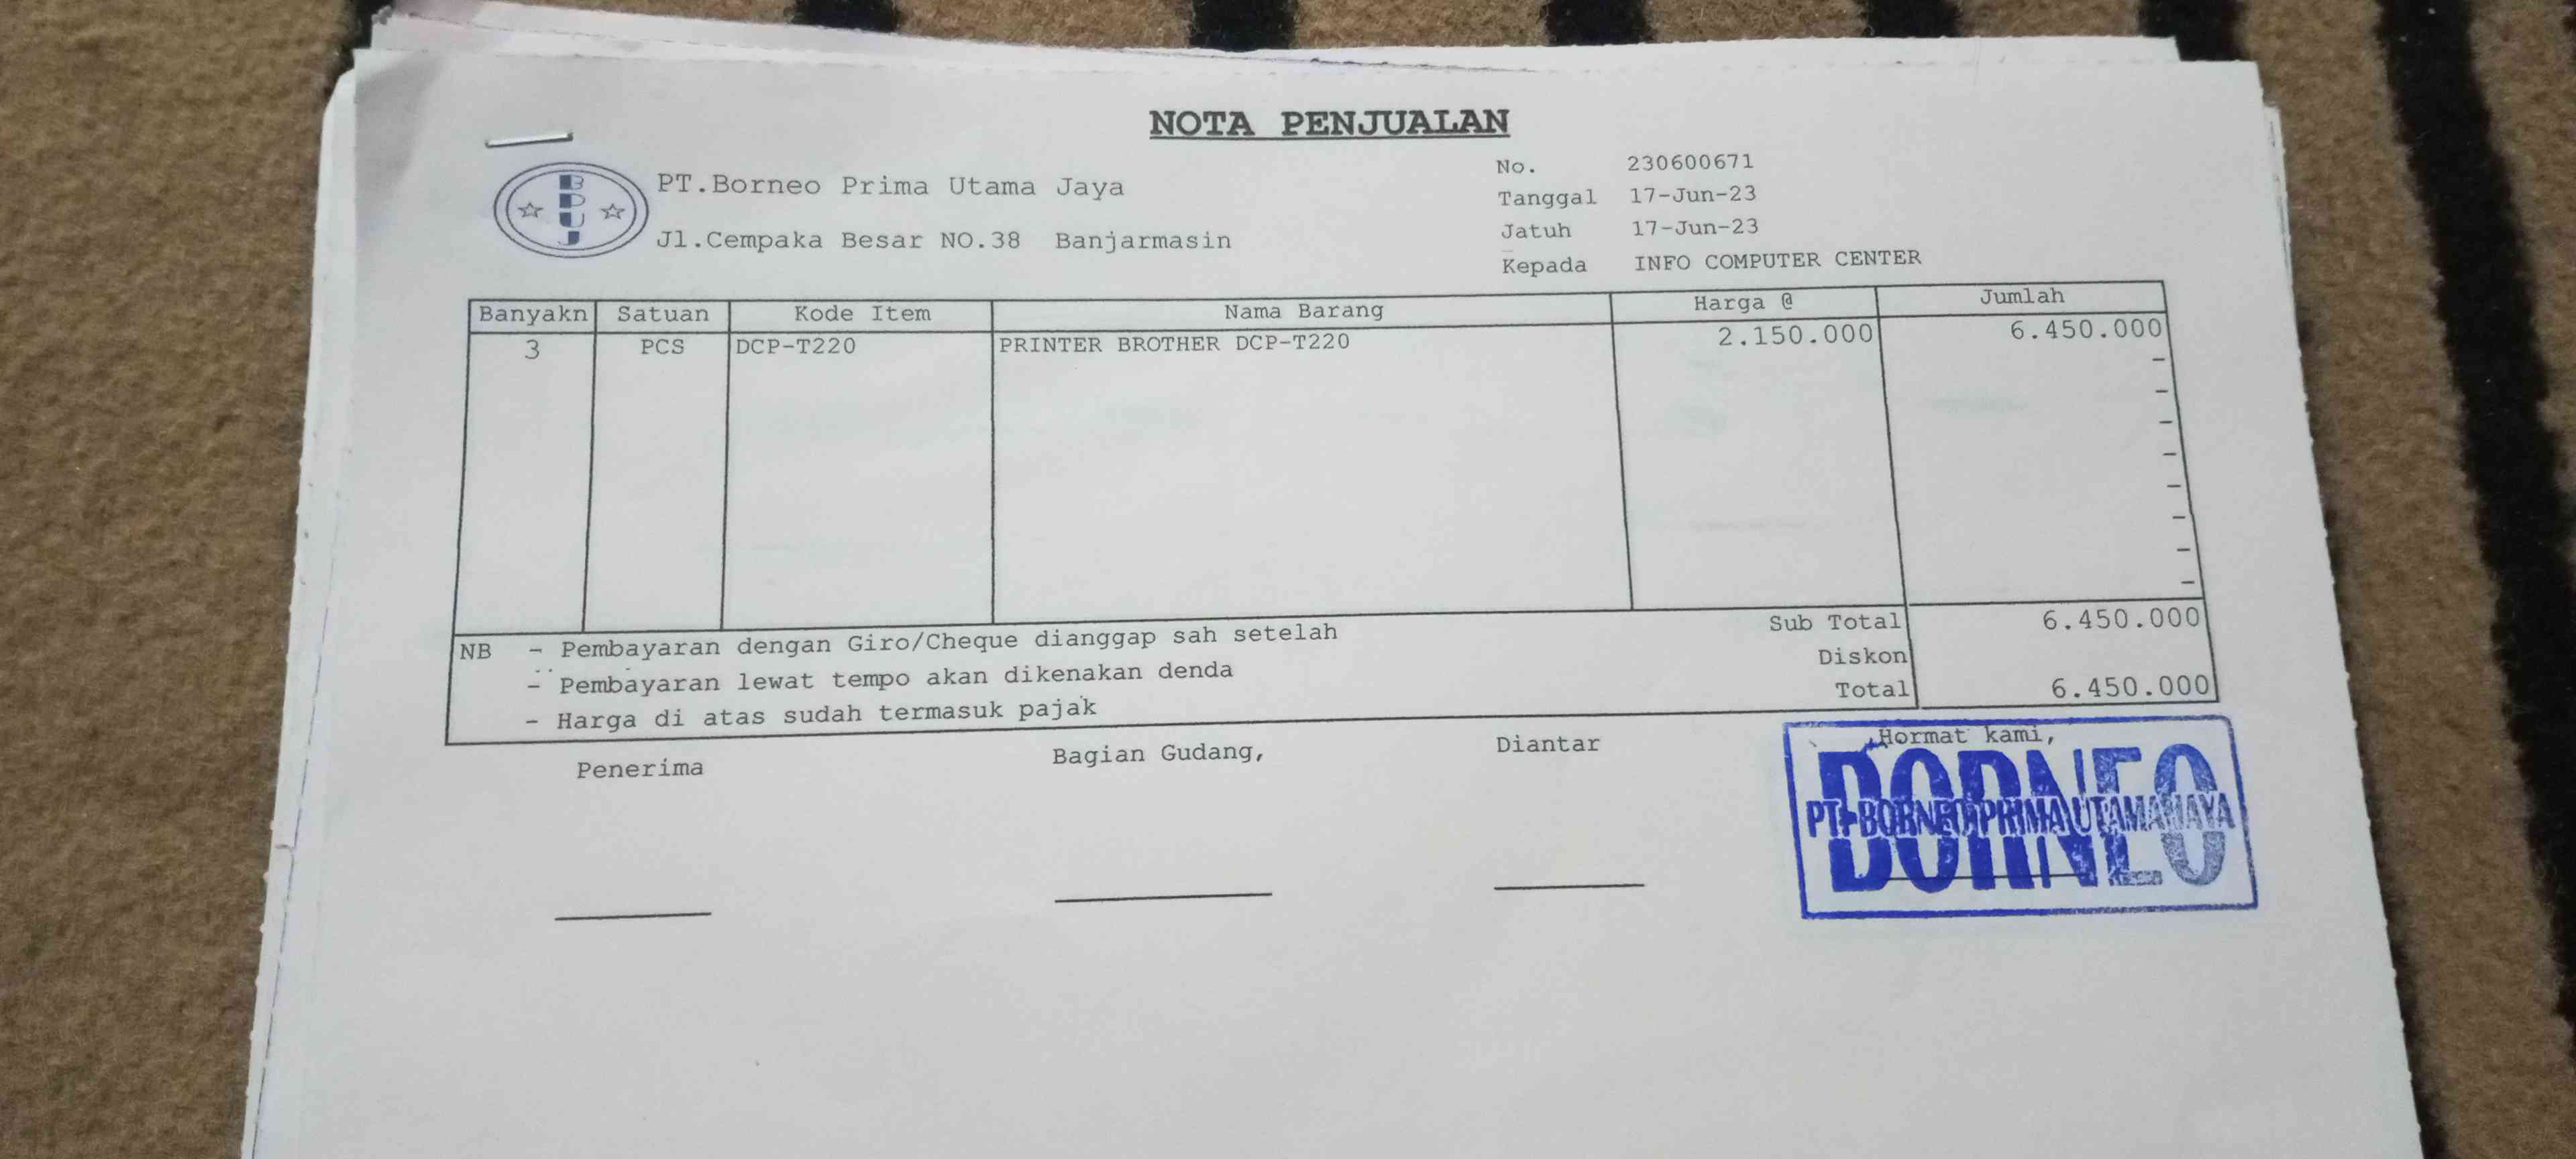 NOTA PENJUALAN
BPUJ
PT.Borneo Prima Utama Jaya
Jl.Cempaka Besar NO.38 Banjarmasin
No. 230600671
Tanggal 17-Jun-23
Jatuh 17-Jun-23
Kepada INFO COMPUTER CENTER
Banyakn Satuan Kode Item Nama Barang Harga @ Jumlah
3 PCS DCP-T220 PRINTER BROTHER DCP-T220 2.150.000 6.450.000
-
-
-
-
-
-
-
-
Sub Total 6.450.000
Diskon
Total 6.450.000
NB - Pembayaran dengan Giro/Cheque dianggap sah setelah
- Pembayaran lewat tempo akan dikenakan denda
- Harga di atas sudah termasuk pajak
Penerima Bagian Gudang, Diantar Hormat kami,
BORNEO
PT. BORNEO PRIMA UTAMA JAYA